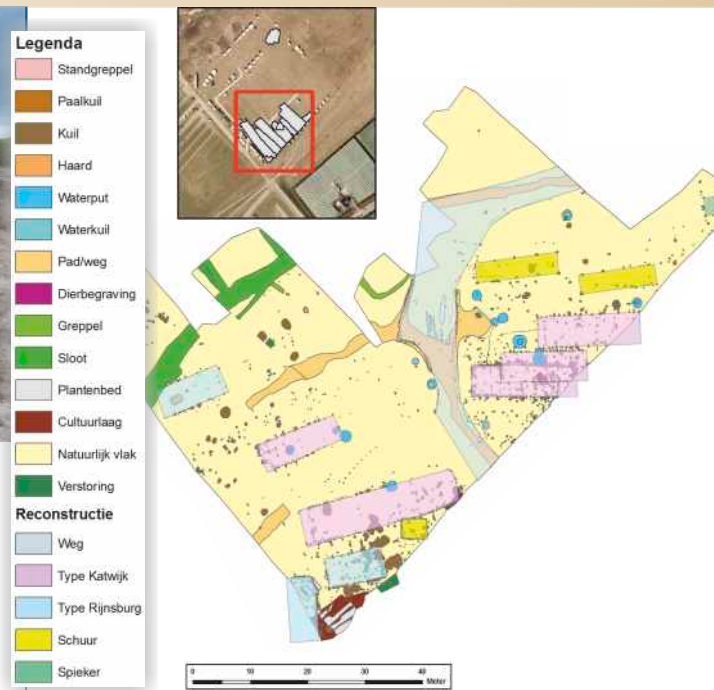 Legenda
Standgreppel
Paalkuil
Kuil
Haard
Waterput
Waterkuil
Pad/weg
Dierbegraving
Greppel
Sloot
Plantenbed
Cultuurlaag
Natuurlijk vlak
Verstoring
Reconstructie
Weg
Type Katwijk
Type Rijnsburg
Schuur
Spieker
0 10 20 30 40
Meter